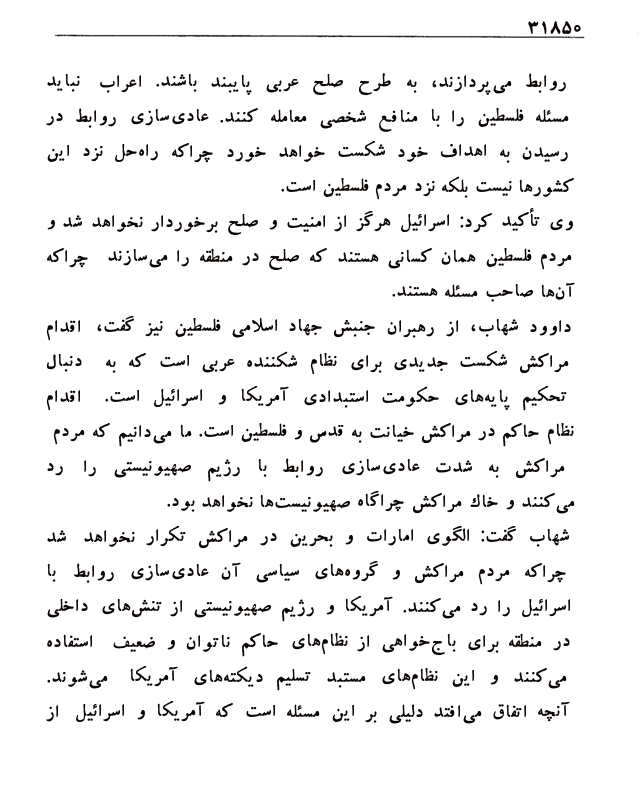 ۳۱۸۵۰
روابط می‌پردازند، به طرح صلح عربی پایبند باشند. اعراب نباید
مسئله فلسطین را با منافع شخصی معامله کنند. عادی‌سازی روابط در
رسیدن به اهداف خود شکست خواهد خورد چراکه راه‌حل نزد این
کشورها نیست بلکه نزد مردم فلسطین است.
وی تأکید کرد: اسرائیل هرگز از امنیت و صلح برخوردار نخواهد شد و
مردم فلسطین همان کسانی هستند که صلح در منطقه را می‌سازند چراکه
آن‌ها صاحب مسئله هستند.
داوود شهاب، از رهبران جنبش جهاد اسلامی فلسطین نیز گفت، اقدام
مراکش شکست جدیدی برای نظام شکننده عربی است که به دنبال
تحکیم پایه‌های حکومت استبدادی آمریکا و اسرائیل است. اقدام
نظام حاکم در مراکش خیانت به قدس و فلسطین است. ما می‌دانیم که مردم
مراکش به شدت عادی‌سازی روابط با رژیم صهیونیستی را رد
می‌کنند و خاك مراکش چراگاه صهیونیست‌ها نخواهد بود.
شهاب گفت: الگوی امارات و بحرین در مراکش تکرار نخواهد شد
چراکه مردم مراکش و گروه‌های سیاسی آن عادی‌سازی روابط با
اسرائیل را رد می‌کنند. آمریکا و رژیم صهیونیستی از تنش‌های داخلی
در منطقه برای باج‌خواهی از نظام‌های حاکم ناتوان و ضعیف استفاده
می‌کنند و این نظام‌های مستبد تسلیم دیکته‌های آمریکا می‌شوند.
آنچه اتفاق می‌افتد دلیلی بر این مسئله است که آمریکا و اسرائیل از